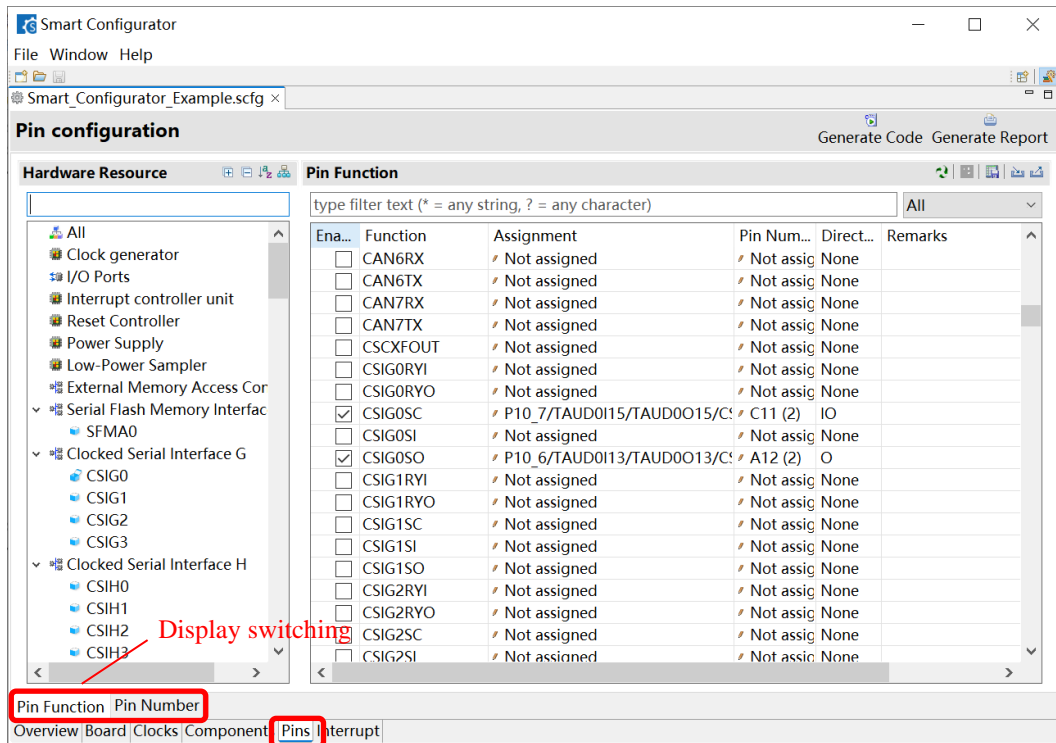 Smart Configurator
File Window Help
Smart_Configurator_Example.scfg
Pin configuration
Generate Code Generate Report
Hardware Resource
All
Clock generator
I/O Ports
Interrupt controller unit
Reset Controller
Power Supply
Low-Power Sampler
External Memory Access Cor
Serial Flash Memory Interfac
SFMA0
Clocked Serial Interface G
CSIG0
CSIG1
CSIG2
CSIG3
Clocked Serial Interface H
CSIH0
CSIH1
CSIH2
CSIH3
Pin Function
type filter text (* = any string, ? = any character) All
Ena... Function Assignment Pin Num... Direct... Remarks
CAN6RX Not assigned Not assig None
CAN6TX Not assigned Not assig None
CAN7RX Not assigned Not assig None
CAN7TX Not assigned Not assig None
CSCXFOUT Not assigned Not assig None
CSIG0RYI Not assigned Not assig None
CSIG0RYO Not assigned Not assig None
CSIG0SC P10_7/TAUD0I15/TAUD0O15/CS C11 (2) IO
CSIG0SI Not assigned Not assig None
CSIG0SO P10_6/TAUD0I13/TAUD0O13/CS A12 (2) O
CSIG1RYI Not assigned Not assig None
CSIG1RYO Not assigned Not assig None
CSIG1SC Not assigned Not assig None
CSIG1SI Not assigned Not assig None
CSIG1SO Not assigned Not assig None
CSIG2RYI Not assigned Not assig None
CSIG2RYO Not assigned Not assig None
CSIG2SC Not assigned Not assig None
CSIG2SI Not assigned Not assig None
Display switching
Pin Function Pin Number
Overview Board Clocks Component Pins Interrupt